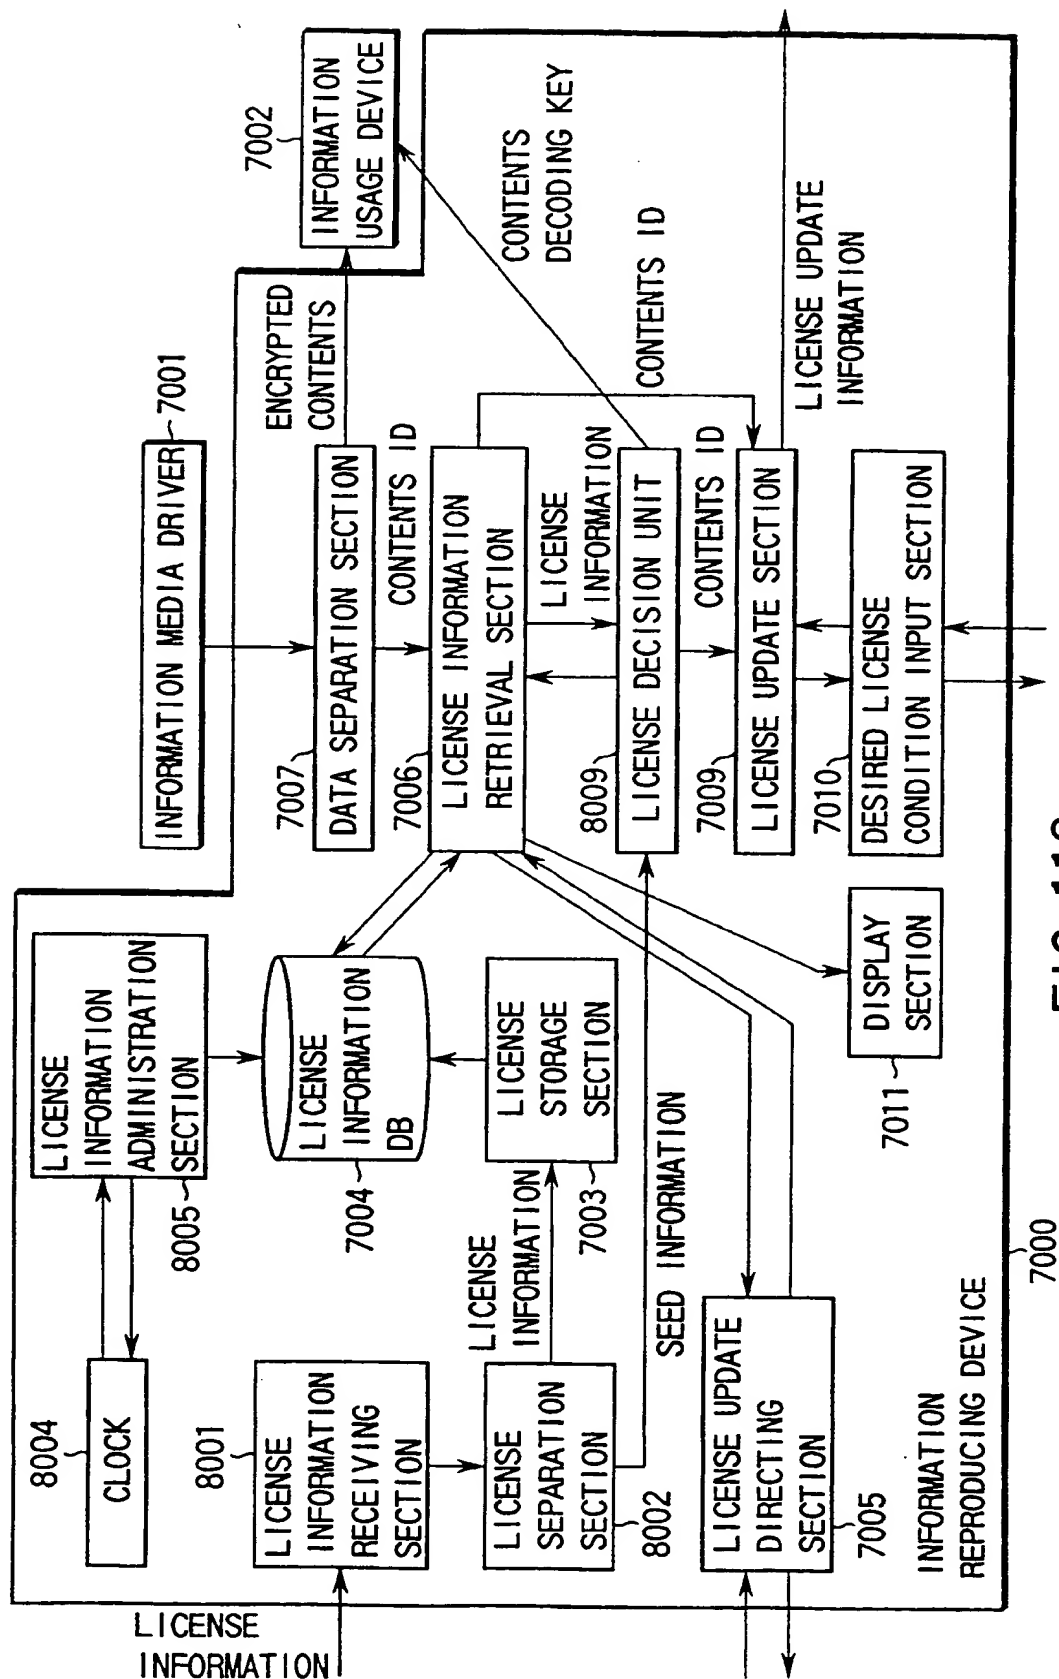 LICENSE
INFORMATION
8004
CLOCK
LICENSE
INFORMATION
ADMINISTRATION
SECTION
8005
INFORMATION MEDIA DRIVER
7001
7002
INFORMATION
USAGE DEVICE
8001
LICENSE
INFORMATION
RECEIVING
SECTION
LICENSE
INFORMATION
DB
7004
7007
DATA SEPARATION SECTION
ENCRYPTED
CONTENTS
CONTENTS ID
7006
LICENSE INFORMATION
RETRIEVAL SECTION
CONTENTS
DECODING KEY
LICENSE
SEPARATION
SECTION
8002
LICENSE
INFORMATION
LICENSE
STORAGE
SECTION
7003
LICENSE
INFORMATION
CONTENTS ID
8009
LICENSE DECISION UNIT
SEED INFORMATION
CONTENTS ID
7009
LICENSE UPDATE SECTION
LICENSE UPDATE
INFORMATION
LICENSE UPDATE
DIRECTING
SECTION
7005
DISPLAY
SECTION
7011
7010
DESIRED LICENSE
CONDITION INPUT SECTION
INFORMATION
REPRODUCING DEVICE
7000